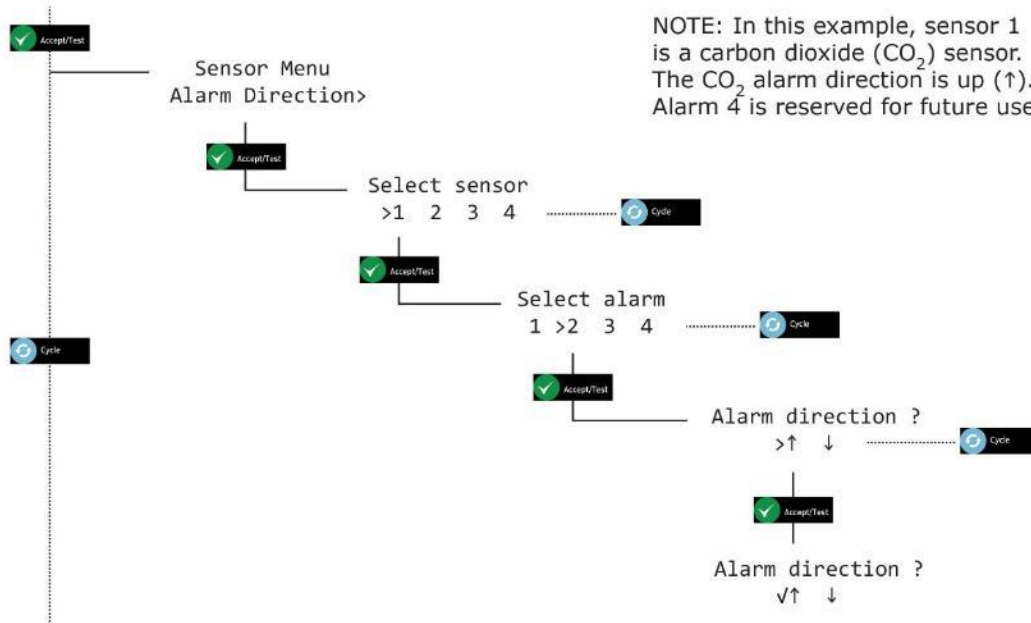 Accept/Test
NOTE: In this example, sensor 1
is a carbon dioxide (CO₂) sensor.
The CO₂ alarm direction is up (↑).
Alarm 4 is reserved for future use
Sensor Menu
Alarm Direction>
Accept/Test
Select sensor
>1 2 3 4
Cycle
Accept/Test
Select alarm
1 >2 3 4
Cycle
Cycle
Accept/Test
Alarm direction ?
>↑ ↓
Cycle
Accept/Test
Alarm direction ?
√↑ ↓